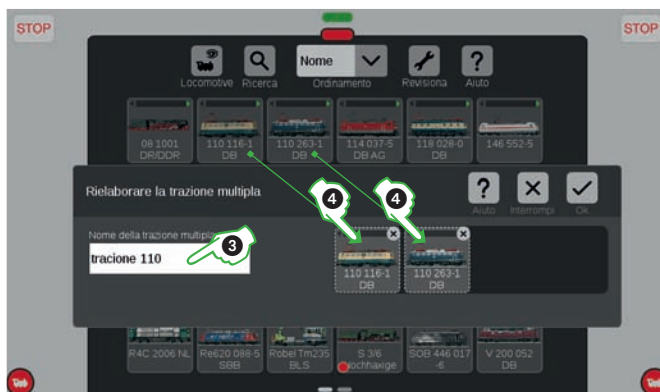 STOP
STOP
Nome
Locomotive
Ricerca
Ordinamento
Revisiona
Aiuto
08 1001
DR/DDR
110 116-1
DB
110 263-1
DB
114 037-5
DB AG
118 028-0
DB
146 552-5
Rielaborare la trazione multipla
Aiuto
Interrompi
Ok
4
4
Nome della trazione multipla
3
tracione 110
110 116-1
DB
110 263-1
DB
R4C 2006 NL
Re620 088-5
SBB
Robel Tm235
BLS
S 3/6
Hochhaxige
SOB 446 017
-6
V 200 052
DB